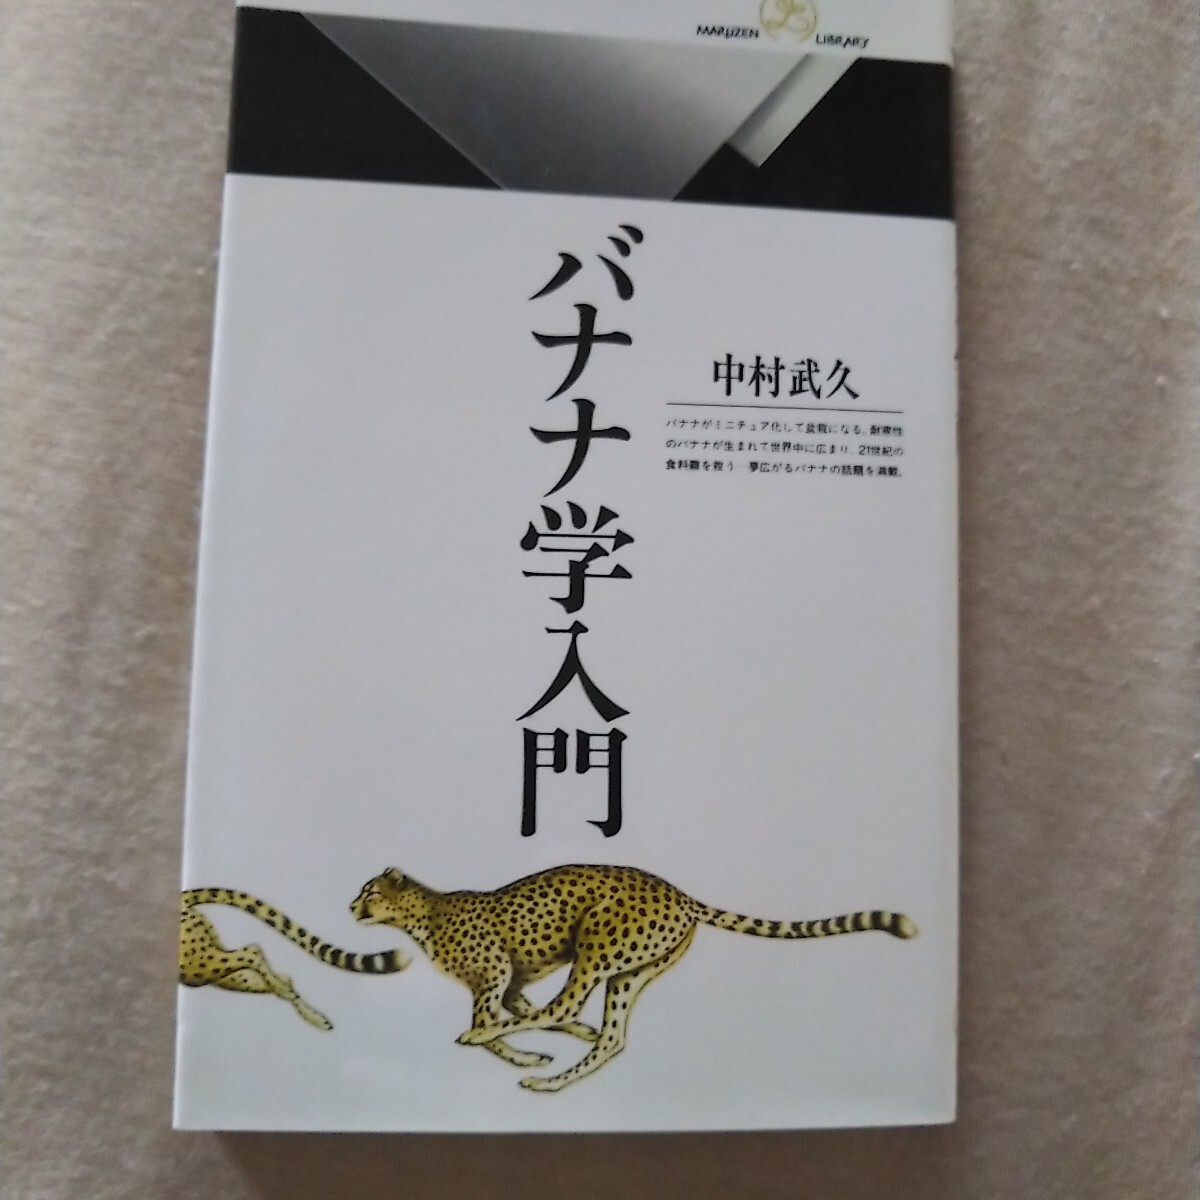 MARUZEN LIBRARY
バナナ学入門
中村武久
バナナがミニチュア化して盆栽になる。耐寒性
のバナナが生まれて世界中に広まり、21世紀の
食料難を救う…夢広がるバナナの話題を満載。